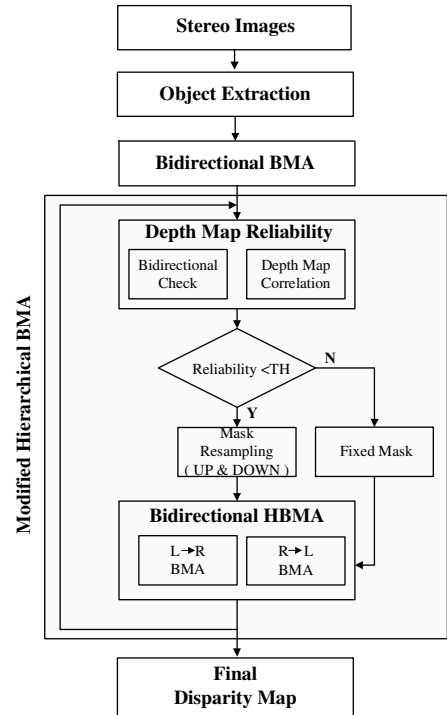 Stereo Images
Object Extraction
Bidirectional BMA
Modified Hierarchical BMA
Depth Map Reliability
Bidirectional
Check
Depth Map
Correlation
Reliability <TH
N
Y
Mask
Resampling
( UP & DOWN )
Fixed Mask
Bidirectional HBMA
L→R
BMA
R→L
BMA
Final
Disparity Map